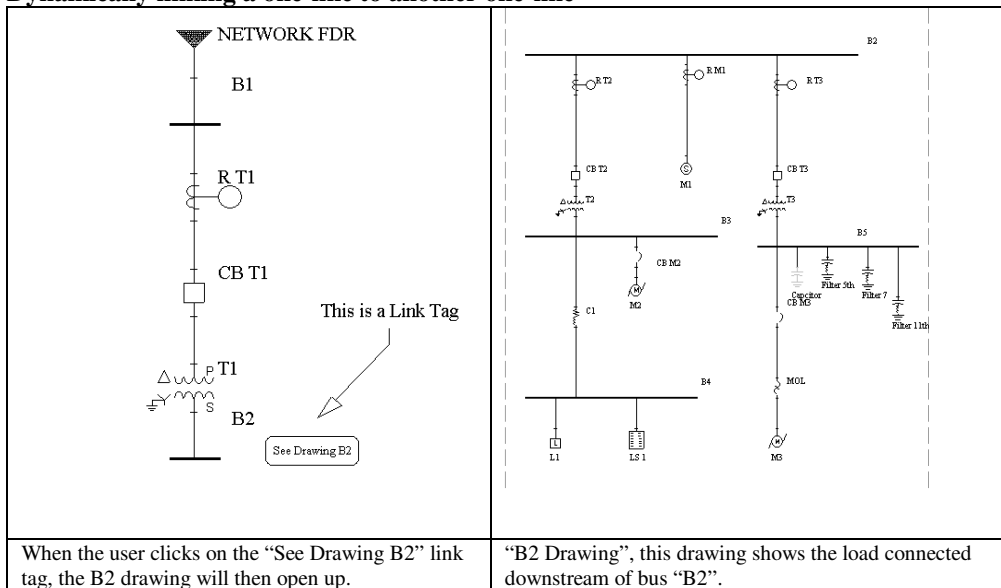 Dynamically linking a one-line to another one-line
NETWORK FDR
B1
R T1
CB T1
This is a Link Tag
T1
P
S
B2
See Drawing B2
B2
R T2
R M1
R T3
CB T2
S
M1
CB T3
T2
T3
B3
B5
CB M2
M
M2
Capcitor
Filter 5th
Filter 7
Filter 11th
CB M3
C1
MOL
B4
L
L1
LS 1
M
M3
When the user clicks on the “See Drawing B2” link
tag, the B2 drawing will then open up.
“B2 Drawing”, this drawing shows the load connected
downstream of bus “B2”.